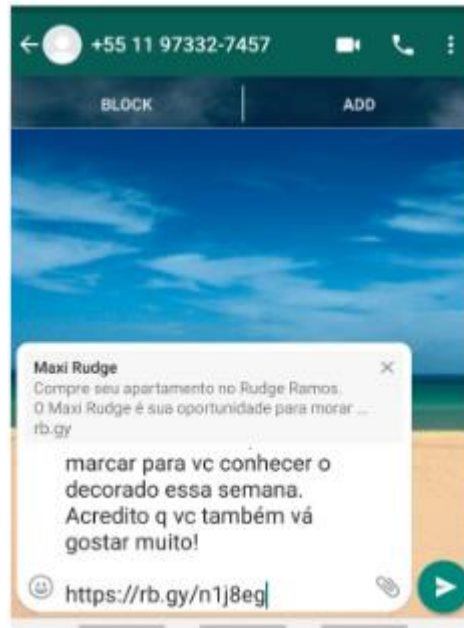 +55 11 97332-7457
BLOCK
ADD
Maxi Rudge
Compre seu apartamento no Rudge Ramos.
O Maxi Rudge é sua oportunidade para morar ...
rb.gy
marcar para vc conhecer o
decorado essa semana.
Acredito q vc também vá
gostar muito!
https://rb.gy/n1j8eg